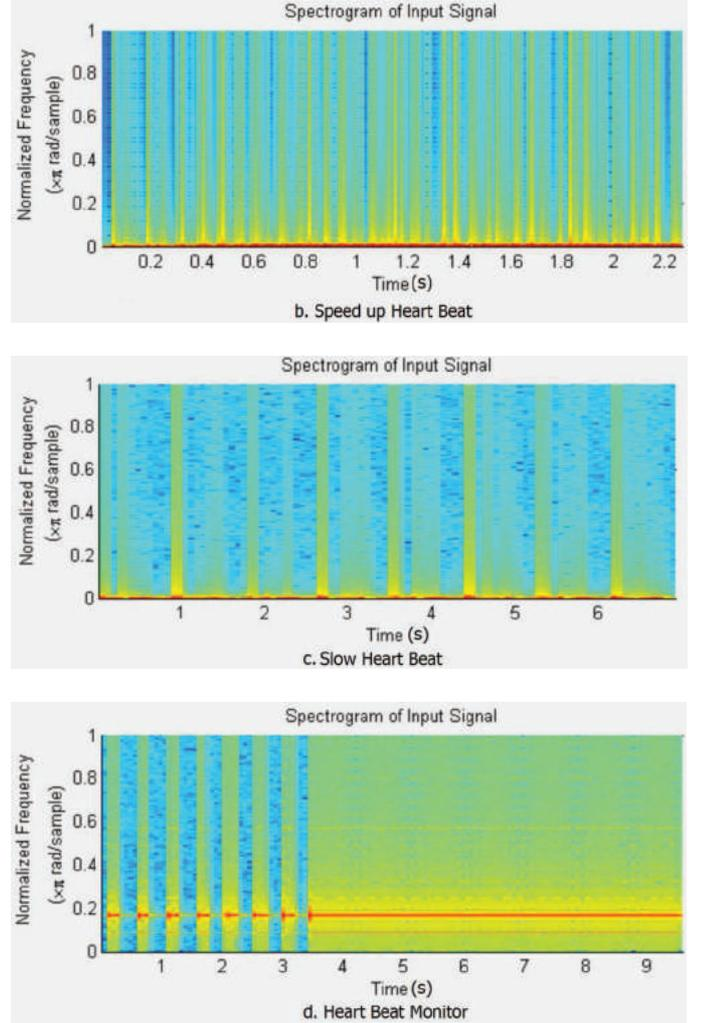 Spectrogram of Input Signal
Normalized Frequency
(×π rad/sample)
1
0.8
0.6
0.4
0.2
0
0.2 0.4 0.6 0.8 1 1.2 1.4 1.6 1.8 2 2.2
Time (s)
b. Speed up Heart Beat
Spectrogram of Input Signal
Normalized Frequency
(×π rad/sample)
1
0.8
0.6
0.4
0.2
0
1 2 3 4 5 6
Time (s)
c. Slow Heart Beat
Spectrogram of Input Signal
Normalized Frequency
(×π rad/sample)
1
0.8
0.6
0.4
0.2
0
1 2 3 4 5 6 7 8 9
Time (s)
d. Heart Beat Monitor